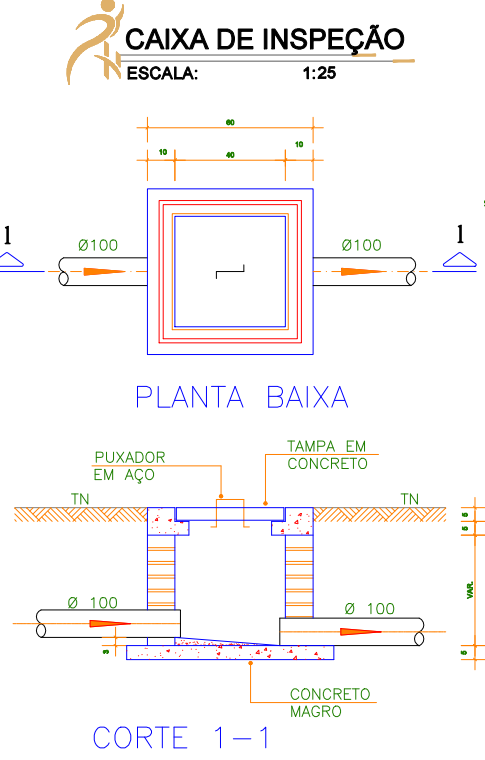 CAIXA DE INSPEÇÃO
ESCALA: 1:25
60
10 40 10
1 Ø100 Ø100 1
PLANTA BAIXA
PUXADOR
EM AÇO
TAMPA EM
CONCRETO
TN TN
5
5
VAR.
Ø 100 Ø 100
3
5
CONCRETO
MAGRO
CORTE 1-1